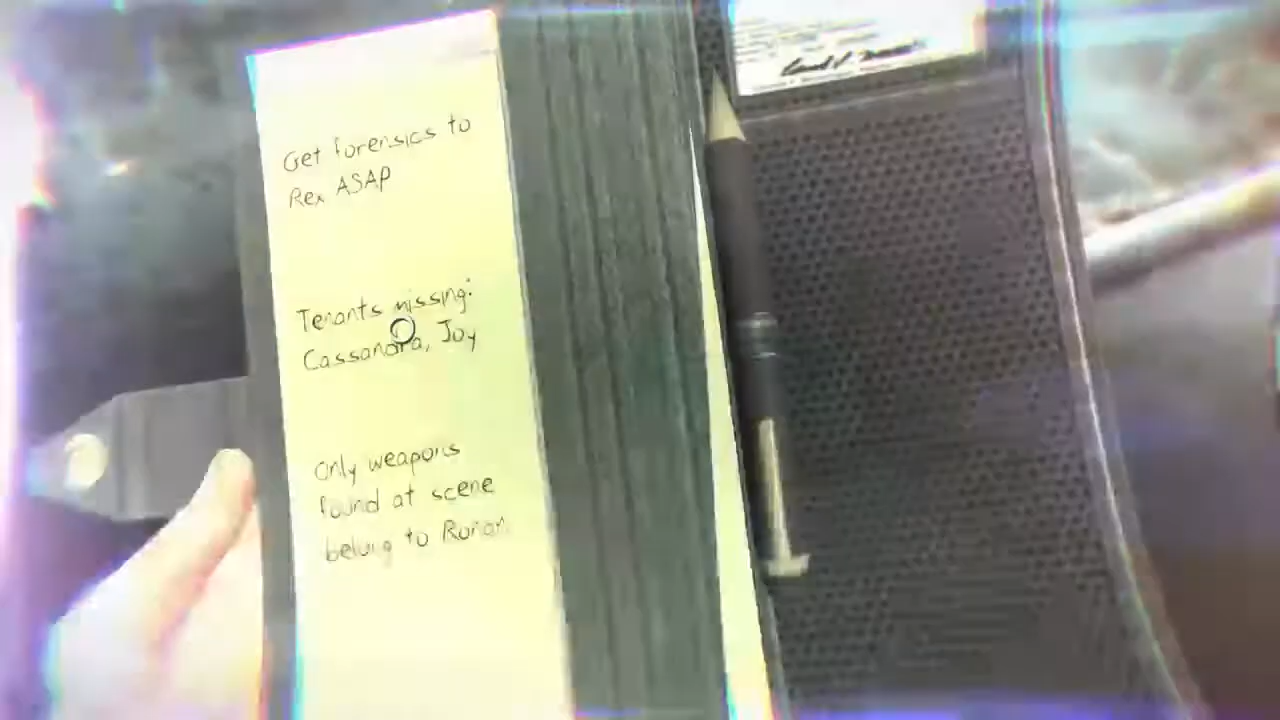 Get forensics to
Rex ASAP
Tenants missing:
Cassandra, Joy
Only weapons
found at scene
belong to Ronan